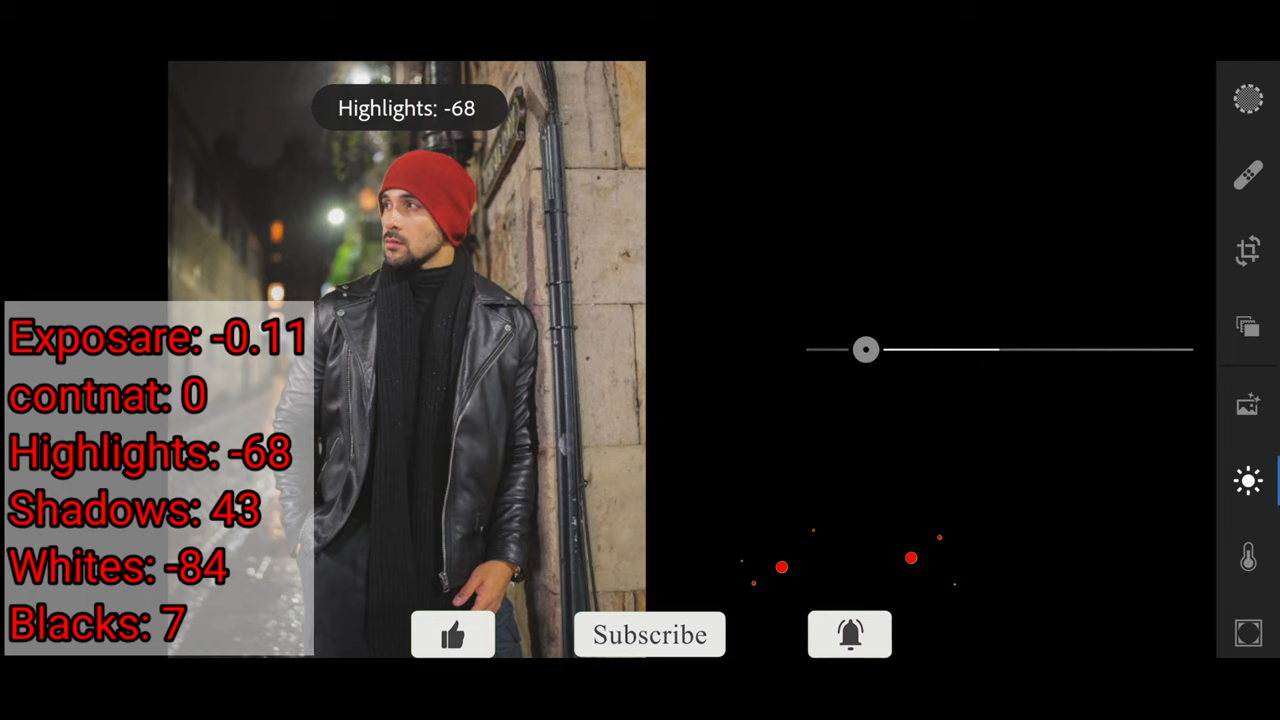 Highlights: -68
Exposare: -0.11
contnat: 0
Highlights: -68
Shadows: 43
Whites: -84
Blacks: 7
Subscribe